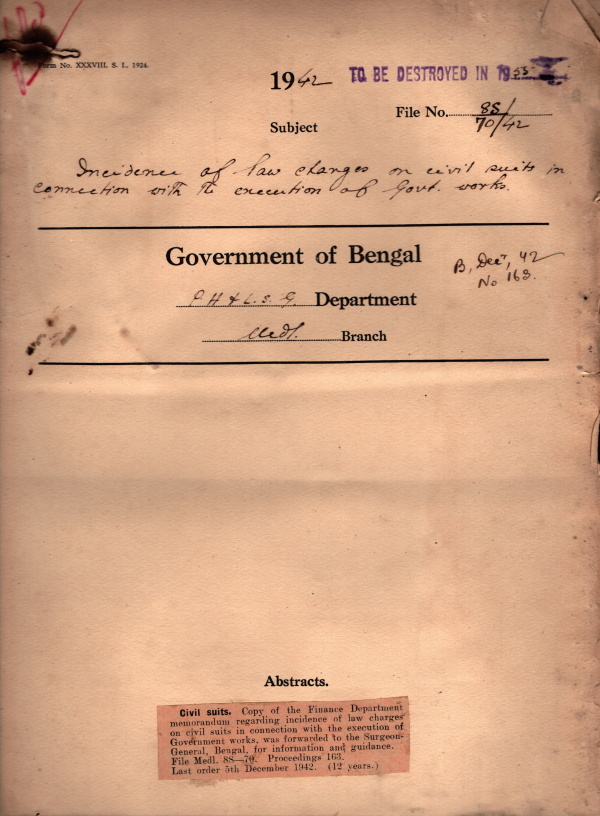 Form No. XXXVIII. S. I., 1924.
1942 TO BE DESTROYED IN 1955
File No. 8S/
70/42
Subject
Incidence of law charges on civil suits in
connection with the execution of Govt. works.
Government of Bengal
B, Decr, 42
No 163.
P. H & L. S. G. Department
Medl. Branch
Abstracts.
Civil suits. Copy of the Finance Department
memorandum regarding incidence of law charges
on civil suits in connection with the execution of
Government works, was forwarded to the Surgeon-
General, Bengal, for information and guidance.
File Medl. 8S—70. Proceedings 163.
Last order 5th December 1942. (12 years.)